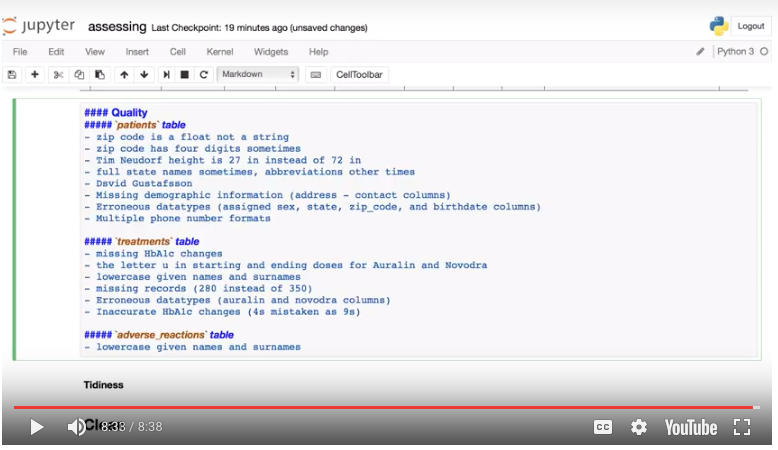 jupyter assessing Last Checkpoint: 19 minutes ago (unsaved changes) Logout
File Edit View Insert Cell Kernel Widgets Help Python 3
Markdown CellToolbar
#### Quality
##### `patients` table
- zip code is a float not a string
- zip code has four digits sometimes
- Tim Neudorf height is 27 in instead of 72 in
- full state names sometimes, abbreviations other times
- Dsvid Gustafsson
- Missing demographic information (address - contact columns)
- Erroneous datatypes (assigned sex, state, zip_code, and birthdate columns)
- Multiple phone number formats
##### `treatments` table
- missing HbA1c changes
- the letter u in starting and ending doses for Auralin and Novodra
- lowercase given names and surnames
- missing records (280 instead of 350)
- Erroneous datatypes (auralin and novodra columns)
- Inaccurate HbA1c changes (4s mistaken as 9s)
##### `adverse_reactions` table
- lowercase given names and surnames
Tidiness
Clean
8:38 / 8:38 CC YouTube